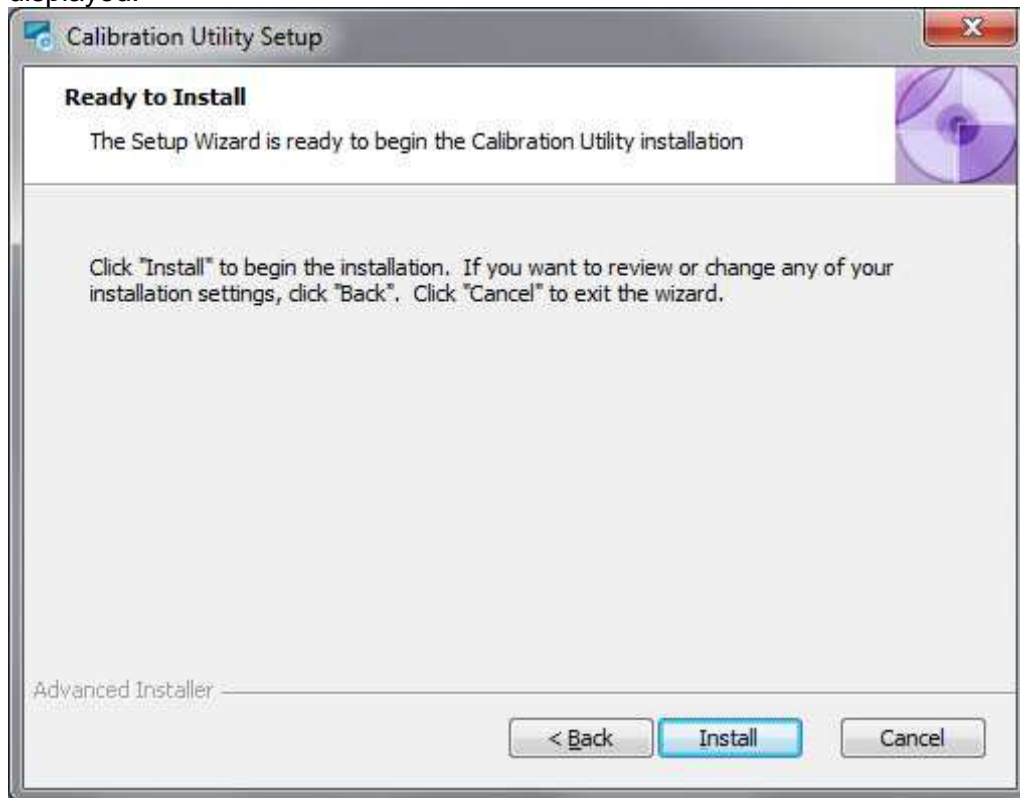 displayed.
Calibration Utility Setup
Ready to Install
The Setup Wizard is ready to begin the Calibration Utility installation
Click "Install" to begin the installation.  If you want to review or change any of your
installation settings, click "Back".  Click "Cancel" to exit the wizard.
Advanced Installer
< Back Install Cancel